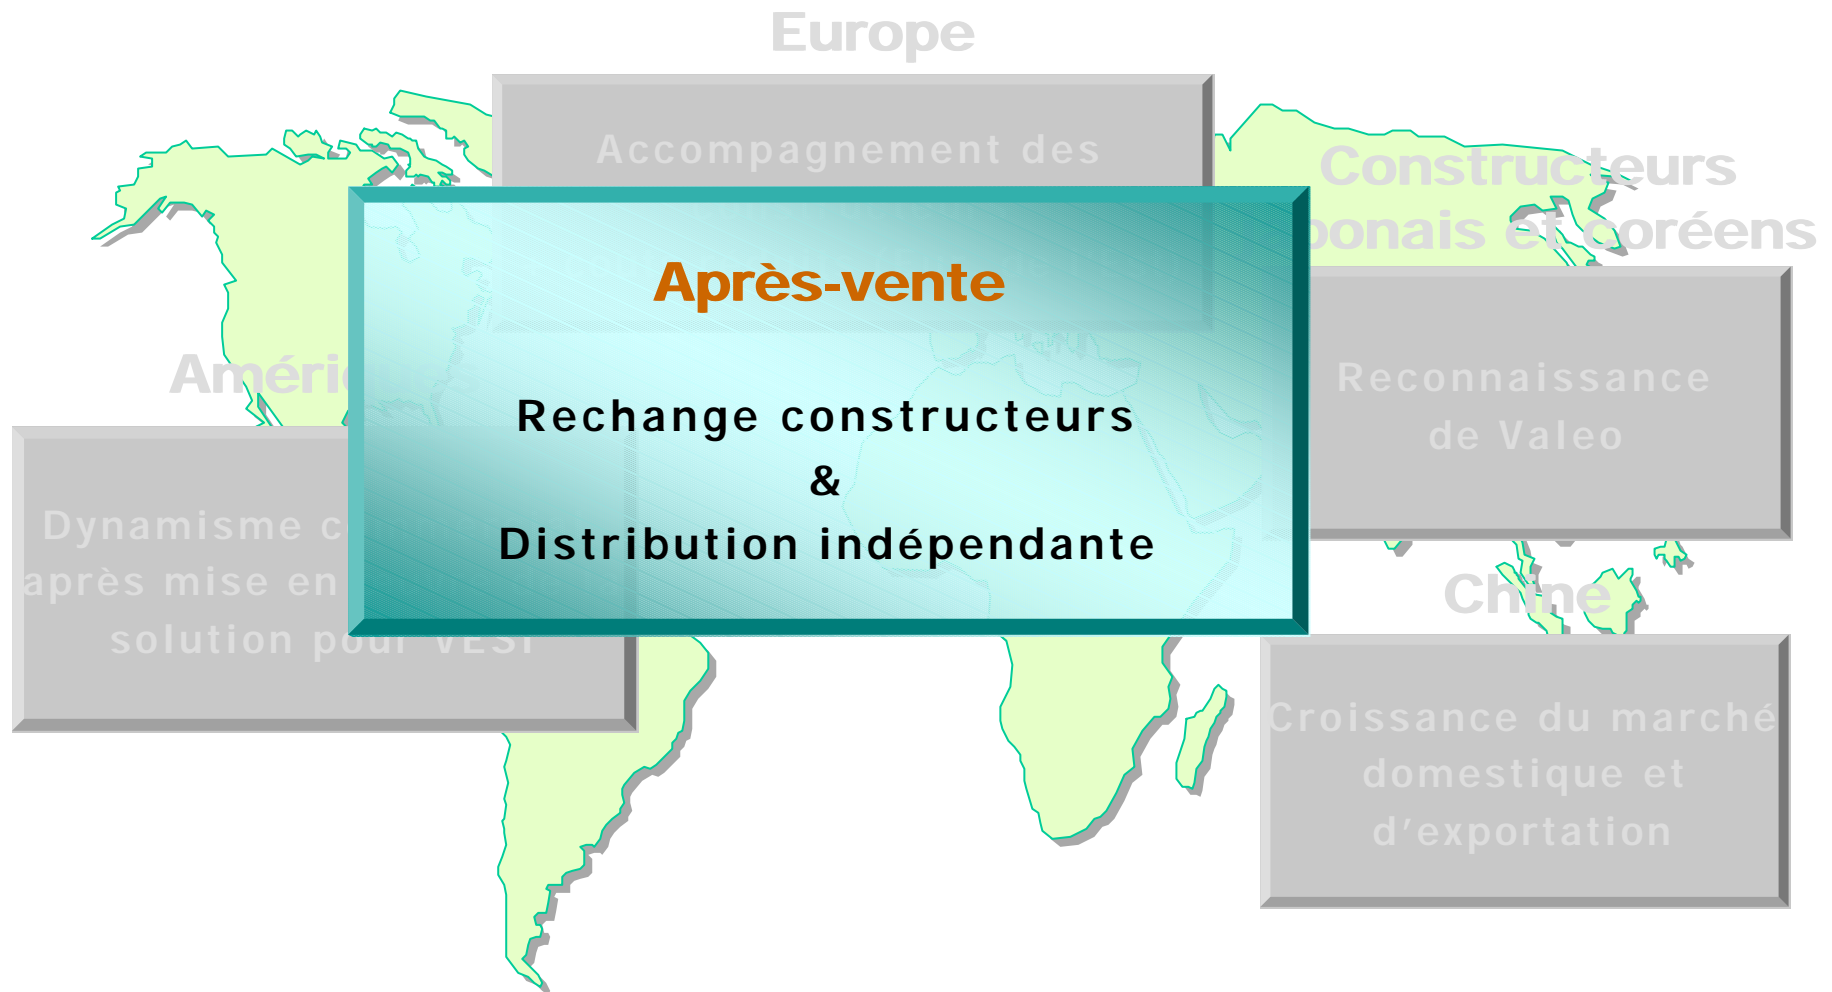 Europe
Accompagnement des
Constructeurs
et coréens
Après-vente
Rechange constructeurs
&
Distribution indépendante
Reconnaissance
de Valeo
Dynamisme
après mise en
solution pour VESI
Chine
Croissance du marché
domestique et
d’exportation